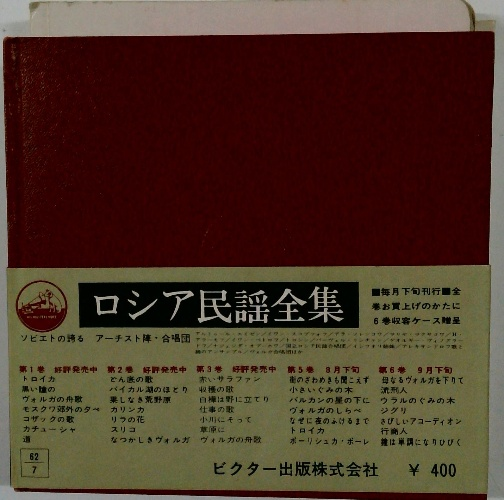 ロシア民謡全集
■毎月下旬刊行■全
巻お買上げのかたに
6巻収容ケース贈呈
ソビエトの誇る アーチスト陣・合唱団
第1巻 好評発売中
トロイカ
黒い瞳の
ヴォルガの舟歌
モスクワ郊外の夕べ
コザックの歌
カチューシャ
道
第2巻 好評発売中
どん底の歌
バイカル湖のほとり
果しなき荒野原
カリンカ
リラの花
スリコ
なつかしきヴォルガ
第3巻 好評発売中
赤いサラファン
収穫の歌
白樺は野に立てり
仕事の歌
小川にそって
草原に
ヴォルガの舟歌
第5巻 8月下旬
嵐のざわめきも聞こえず
小さいぐみの木
バルカンの星の下に
ヴォルガのしらべ
なぜに夜のふけるまで
トロイカ
ポーリュシカ・ポーレ
第6巻 9月下旬
母なるヴォルガを下りて
流刑人
ウラルのぐみの木
ジグリ
さびしいアコーディオン
行商人
鐘は単調になりひびく
62
7
ビクター出版株式会社 ¥ 400